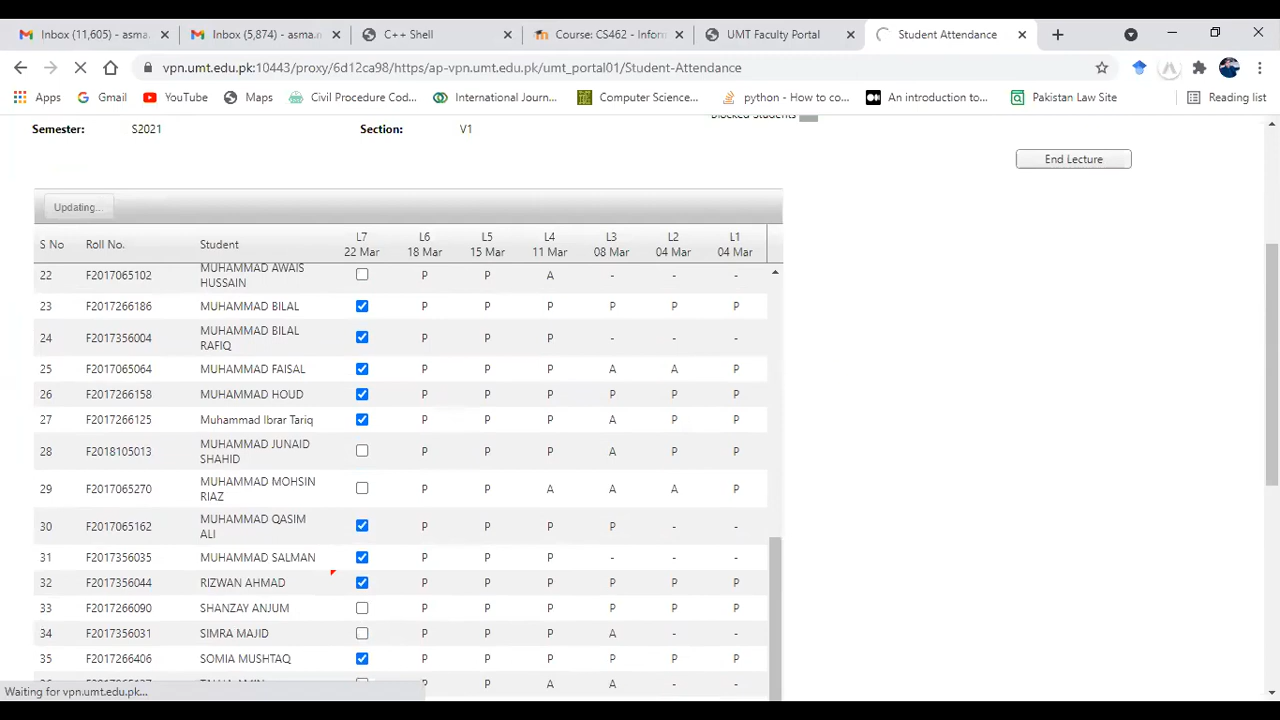 Inbox (11,605) - asma.
Inbox (5,874) - asma.n
C++ Shell
Course: CS462 - Inforn
UMT Faculty Portal
Student Attendance
vpn.umt.edu.pk:10443/proxy/6d12ca98/https/ap-vpn.umt.edu.pk/umt_portal01/Student-Attendance
Apps Gmail YouTube Maps Civil Procedure Cod... International Journ... Computer Science... python - How to co... An introduction to... Pakistan Law Site Reading list
Blocked Students
Semester: S2021 Section: V1
End Lecture
Updating...
S No Roll No. Student L7 L6 L5 L4 L3 L2 L1
22 Mar 18 Mar 15 Mar 11 Mar 08 Mar 04 Mar 04 Mar
22 F2017065102 MUHAMMAD AWAIS HUSSAIN P P A - - -
23 F2017266186 MUHAMMAD BILAL P P P P P P
24 F2017356004 MUHAMMAD BILAL RAFIQ P P P - - -
25 F2017065064 MUHAMMAD FAISAL P P P A A P
26 F2017266158 MUHAMMAD HOUD P P P P P P
27 F2017266125 Muhammad Ibrar Tariq P P P A P P
28 F2018105013 MUHAMMAD JUNAID SHAHID P P P A P P
29 F2017065270 MUHAMMAD MOHSIN RIAZ P P A A A P
30 F2017065162 MUHAMMAD QASIM ALI P P P P - -
31 F2017356035 MUHAMMAD SALMAN P P P - - -
32 F2017356044 RIZWAN AHMAD P P P P P P
33 F2017266090 SHANZAY ANJUM P P P P P P
34 F2017356031 SIMRA MAJID P P P A - -
35 F2017266406 SOMIA MUSHTAQ P P P P P P
P P A A - -
Waiting for vpn.umt.edu.pk...